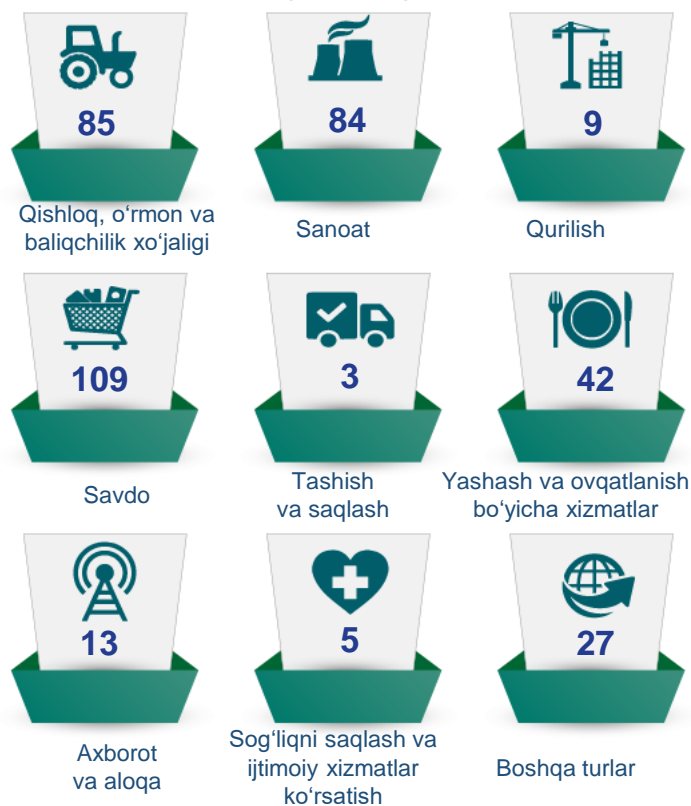 85
84
9
Qishloq, o‘rmon va
baliqchilik xo‘jaligi
Sanoat
Qurilish
109
3
42
Savdo
Tashish
va saqlash
Yashash va ovqatlanish
bo‘yicha xizmatlar
13
5
27
Axborot
va aloqa
Sog‘liqni saqlash va
ijtimoiy xizmatlar
ko‘rsatish
Boshqa turlar